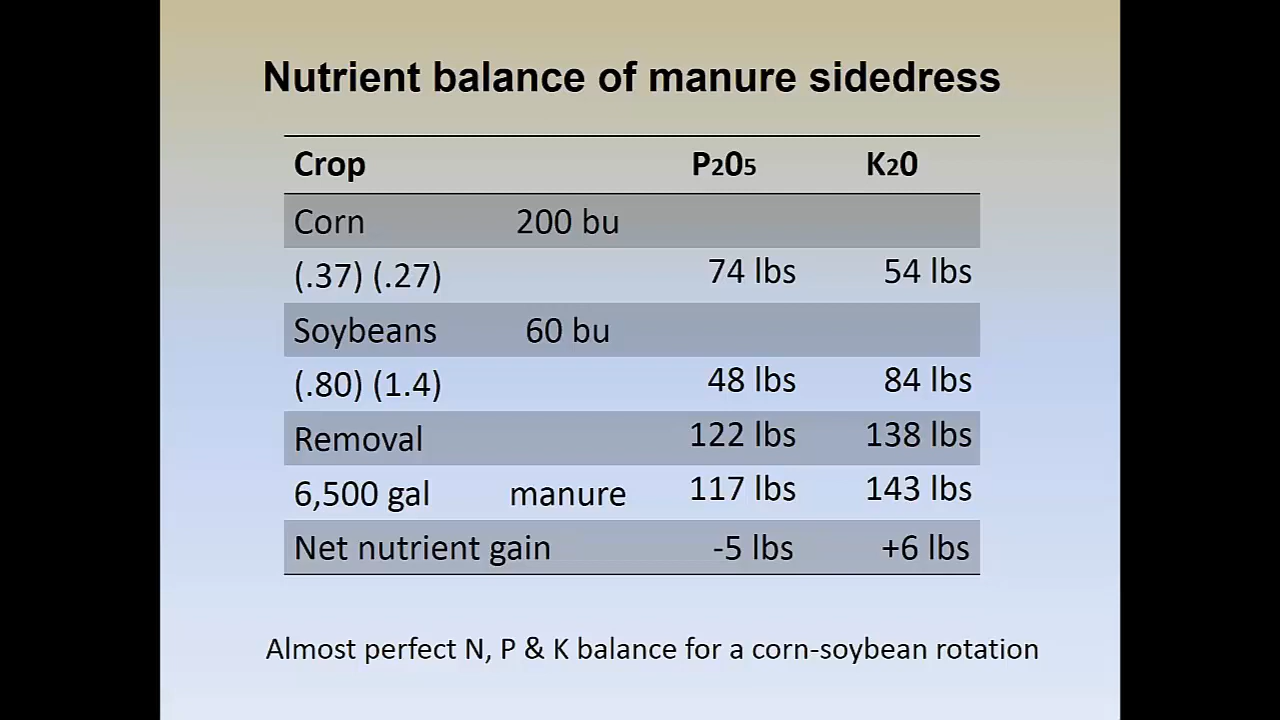 Nutrient balance of manure sidedress
Crop P205 K20
Corn 200 bu
(.37) (.27) 74 lbs 54 lbs
Soybeans 60 bu
(.80) (1.4) 48 lbs 84 lbs
Removal 122 lbs 138 lbs
6,500 gal manure 117 lbs 143 lbs
Net nutrient gain -5 lbs +6 lbs
Almost perfect N, P & K balance for a corn-soybean rotation